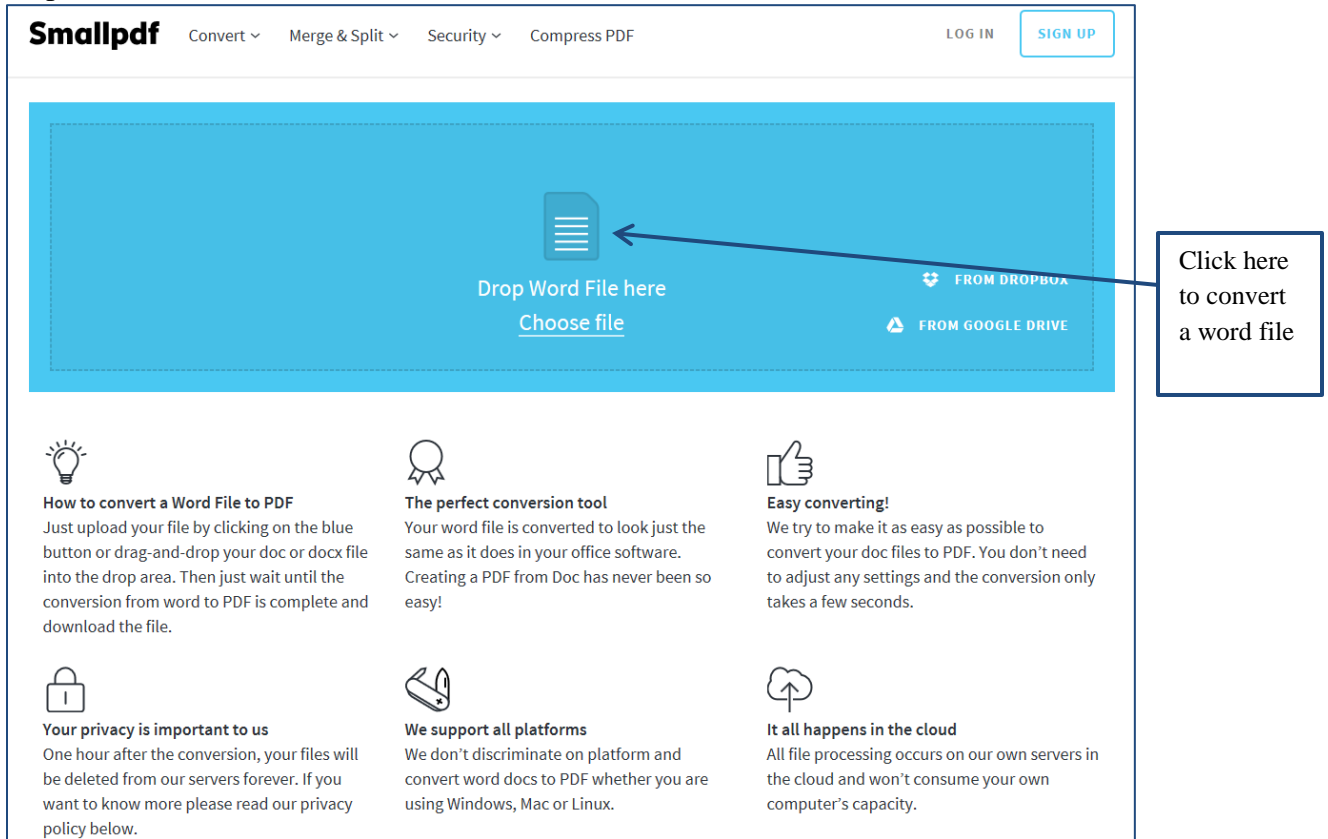 Smallpdf Convert Merge & Split Security Compress PDF LOG IN SIGN UP
Drop Word File here
Choose file
FROM DROPBOX
FROM GOOGLE DRIVE
Click here
to convert
a word file
How to convert a Word File to PDF
Just upload your file by clicking on the blue
button or drag-and-drop your doc or docx file
into the drop area. Then just wait until the
conversion from word to PDF is complete and
download the file.
The perfect conversion tool
Your word file is converted to look just the
same as it does in your office software.
Creating a PDF from Doc has never been so
easy!
Easy converting!
We try to make it as easy as possible to
convert your doc files to PDF. You don't need
to adjust any settings and the conversion only
takes a few seconds.
Your privacy is important to us
One hour after the conversion, your files will
be deleted from our servers forever. If you
want to know more please read our privacy
policy below.
We support all platforms
We don't discriminate on platform and
convert word docs to PDF whether you are
using Windows, Mac or Linux.
It all happens in the cloud
All file processing occurs on our own servers in
the cloud and won't consume your own
computer's capacity.